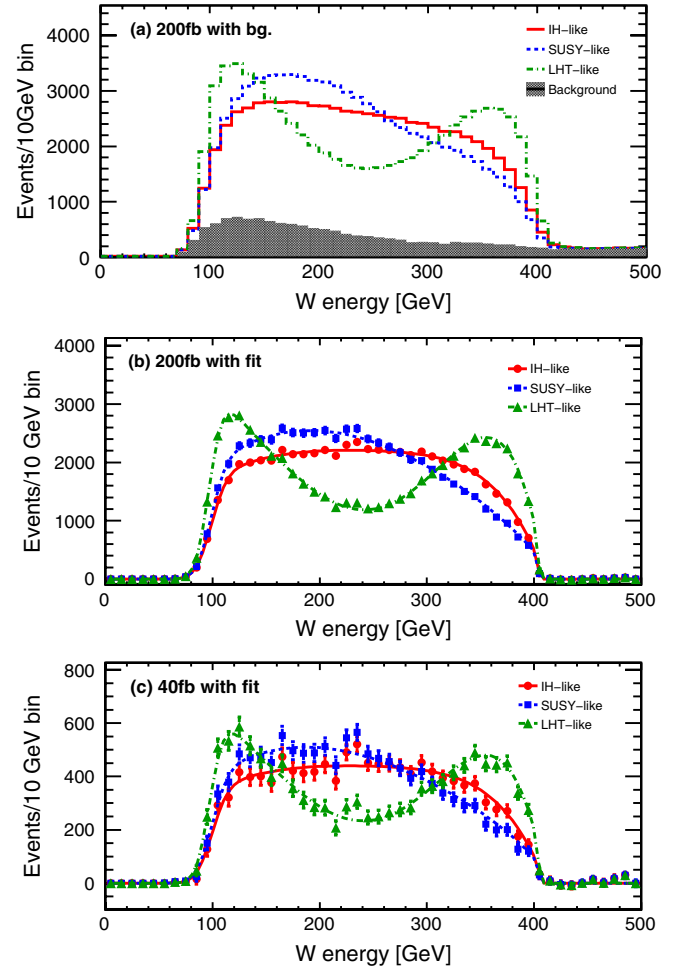 (a) 200fb with bg.
IH-like
SUSY-like
LHT-like
Background
Events/10GeV bin
4000
3000
2000
1000
0
0 100 200 300 400 500
W energy [GeV]
(b) 200fb with fit
IH-like
SUSY-like
LHT-like
Events/10 GeV bin
4000
3000
2000
1000
0
0 100 200 300 400 500
W energy [GeV]
(c) 40fb with fit
IH-like
SUSY-like
LHT-like
Events/10 GeV bin
800
600
400
200
0
0 100 200 300 400 500
W energy [GeV]